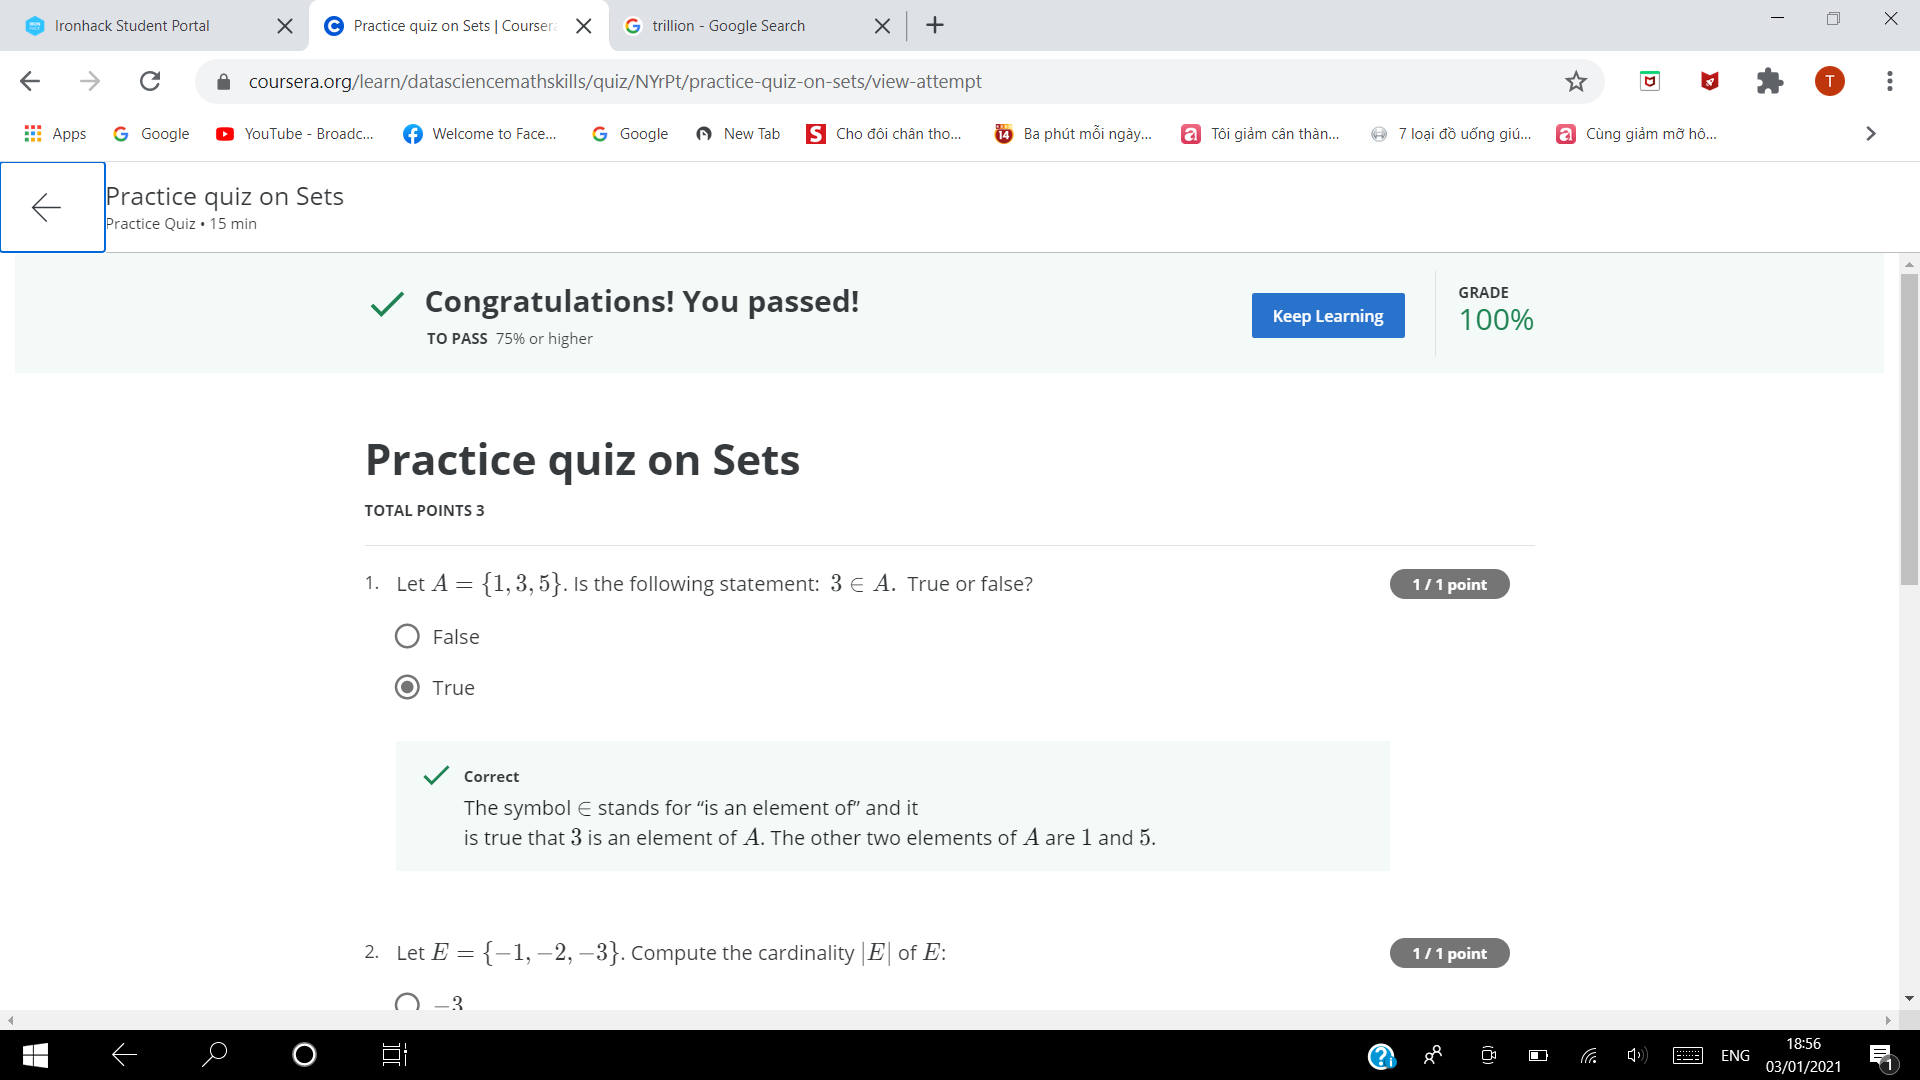 Ironhack Student Portal
Practice quiz on Sets | Coursera
trillion - Google Search
coursera.org/learn/datasciencemathskills/quiz/NYrPt/practice-quiz-on-sets/view-attempt
T
Apps Google YouTube - Broadc... Welcome to Face... Google New Tab Cho đôi chân tho... Ba phút mỗi ngày... Tôi giảm cân thàn... 7 loại đồ uống giú... Cùng giảm mỡ hô...
Practice quiz on Sets
Practice Quiz • 15 min
Congratulations! You passed!
TO PASS 75% or higher
Keep Learning
GRADE
100%
Practice quiz on Sets
TOTAL POINTS 3
1. Let A = {1, 3, 5}. Is the following statement: 3 ∈ A. True or false?
1 / 1 point
False
True
Correct
The symbol ∈ stands for “is an element of” and it
is true that 3 is an element of A. The other two elements of A are 1 and 5.
2. Let E = {−1, −2, −3}. Compute the cardinality |E| of E:
1 / 1 point
−3
ENG
18:56
03/01/2021
1